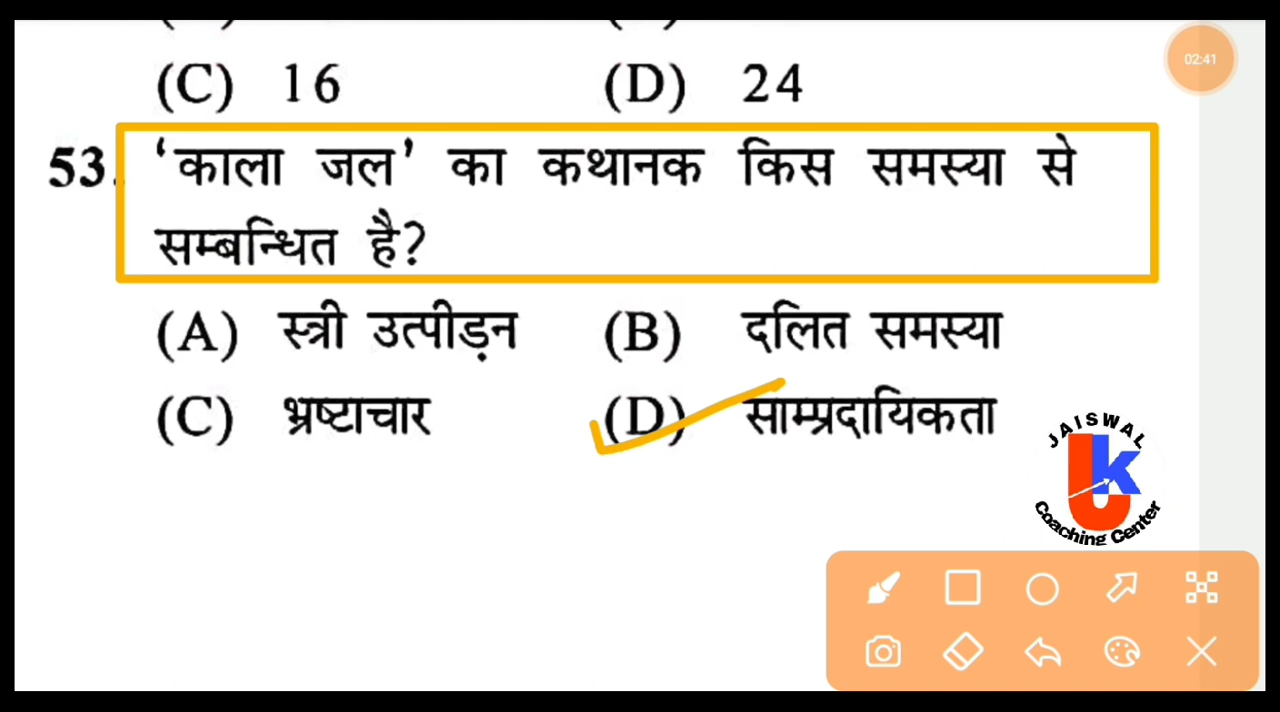 (C) 16 (D) 24
02:41
53. 'काला जल' का कथानक किस समस्या से
सम्बन्धित है?
(A) स्त्री उत्पीड़न (B) दलित समस्या
(C) भ्रष्टाचार (D) साम्प्रदायिकता
JAISWAL
Jk
Coaching Center